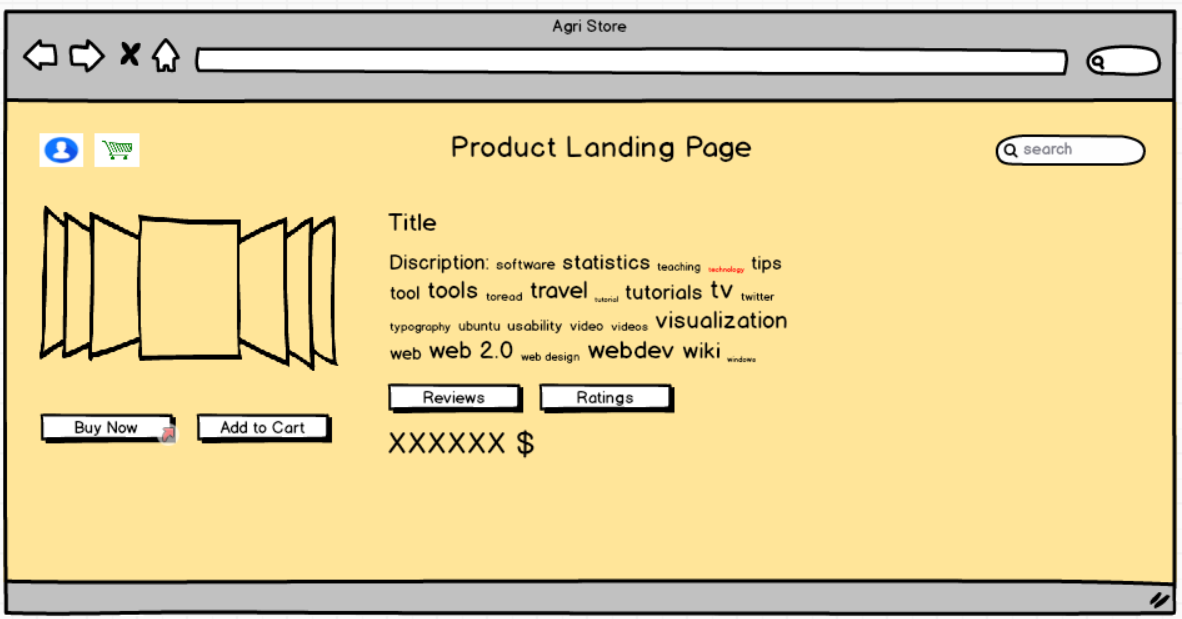 Agri Store
Product Landing Page
search
Title
Discription: software statistics teaching technology tips
tool tools toread travel tutorial tutorials tv twitter
typography ubuntu usability video videos visualization
web web 2.0 web design webdev wiki windows
Reviews Ratings
Buy Now Add to Cart
XXXXXX $